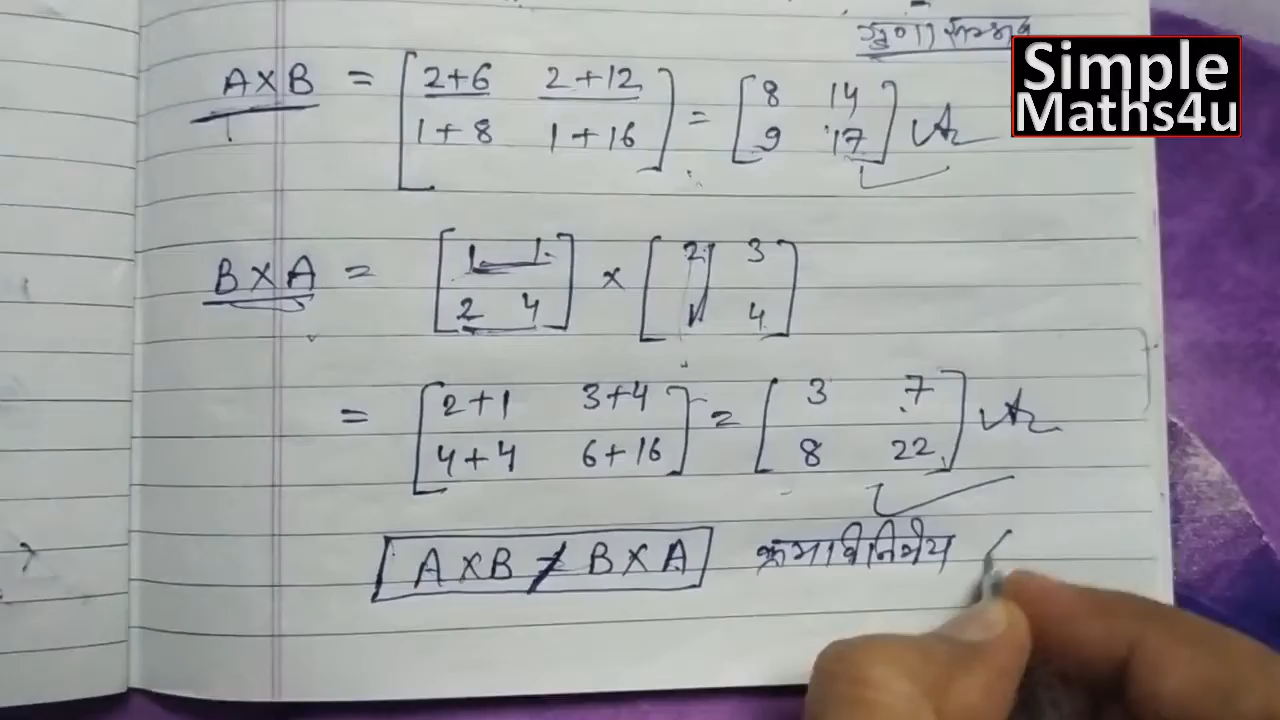 Simple
Maths4u
A×B = [2+6 2+12
1+8 1+16] = [8 14
9 17]
B×A = [1 1
2 4] × [2 3
1 4]
= [2+1 3+4
4+4 6+16] = [3 7
8 22]
A×B ≠ B×A क्रमविनिमेय